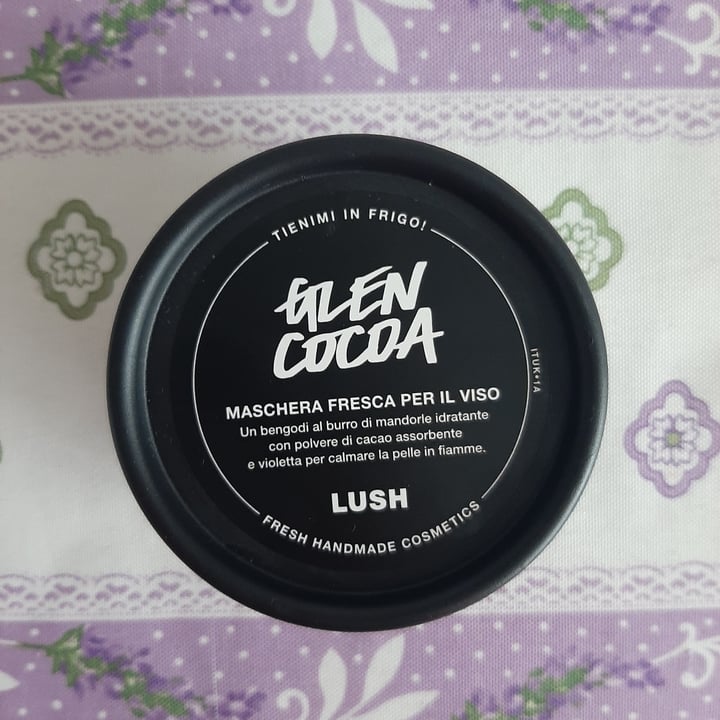 TIENIMI IN FRIGO!
GLEN
COCOA
MASCHERA FRESCA PER IL VISO
Un bengodi al burro di mandorle idratante
con polvere di cacao assorbente
e violetta per calmare la pelle in fiamme.
LUSH
FRESH HANDMADE COSMETICS
ITUK•1A